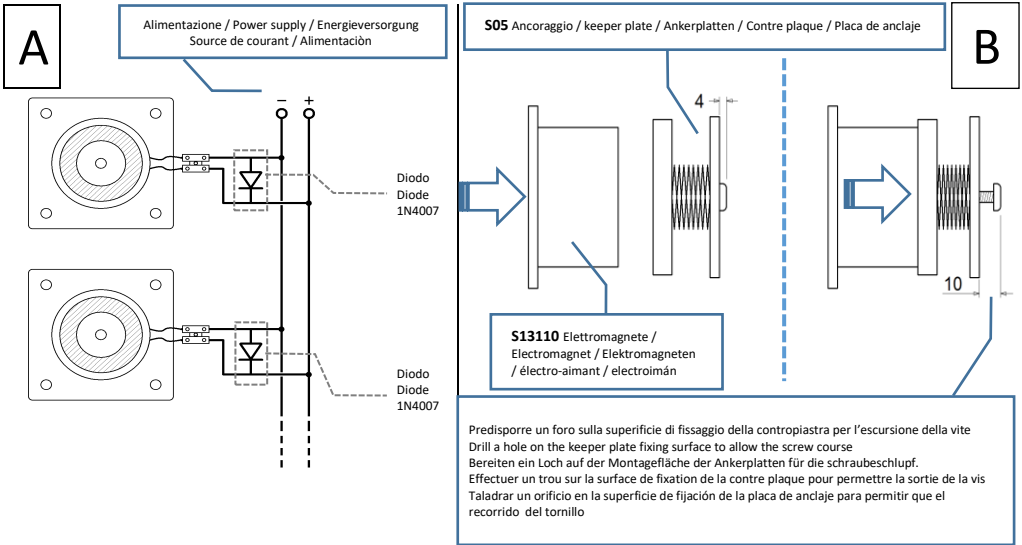 A
Alimentazione / Power supply / Energieversorgung
Source de courant / Alimentaciòn
− +
Diodo
Diode
1N4007
Diodo
Diode
1N4007
S05 Ancoraggio / keeper plate / Ankerplatten / Contre plaque / Placa de anclaje
B
4
10
S13110 Elettromagnete /
Electromagnet / Elektromagneten
/ électro-aimant / electroimán
Predisporre un foro sulla superificie di fissaggio della contropiastra per l’escursione della vite
Drill a hole on the keeper plate fixing surface to allow the screw course
Bereiten ein Loch auf der Montagefläche der Ankerplatten für die schraubeschlupf.
Effectuer un trou sur la surface de fixation de la contre plaque pour permettre la sortie de la vis
Taladrar un orificio en la superficie de fijación de la placa de anclaje para permitir que el
recorrido del tornillo